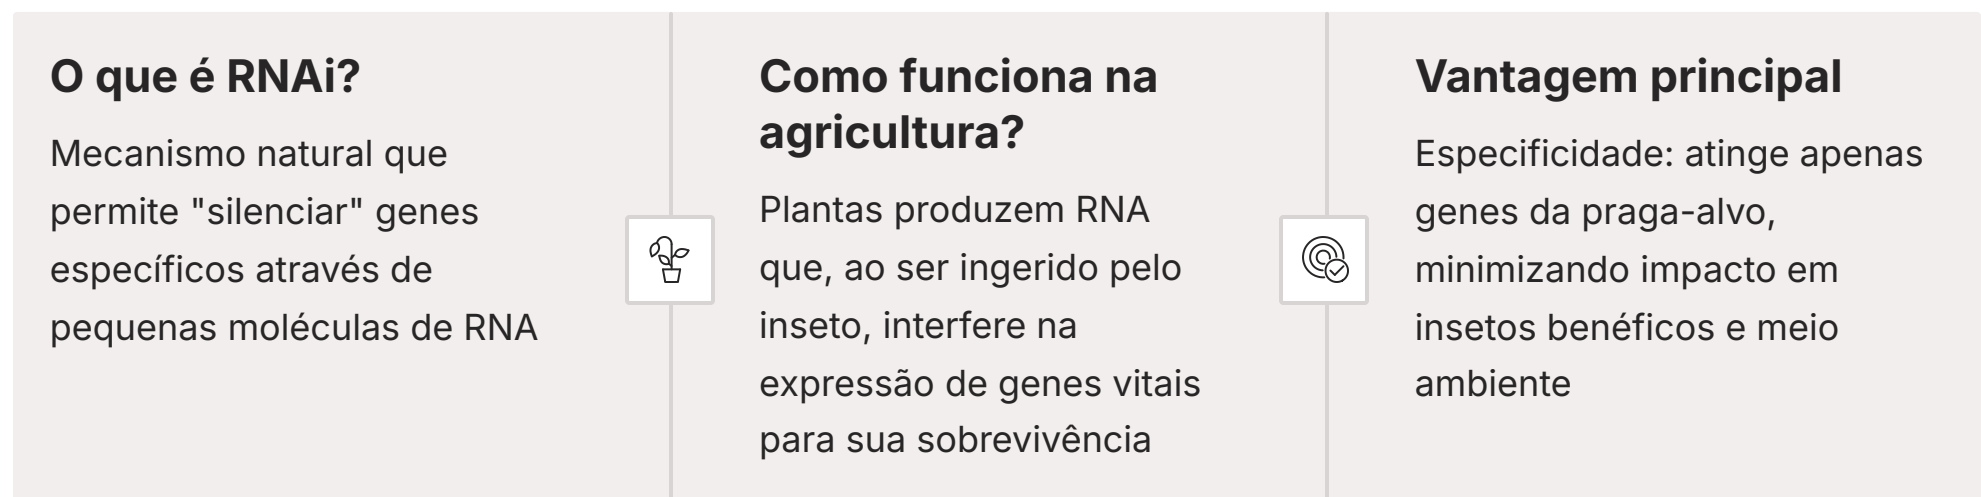 O que é RNAi?
Mecanismo natural que
permite "silenciar" genes
específicos através de
pequenas moléculas de RNA
Como funciona na
agricultura?
Plantas produzem RNA
que, ao ser ingerido pelo
inseto, interfere na
expressão de genes vitais
para sua sobrevivência
Vantagem principal
Especificidade: atinge apenas
genes da praga-alvo,
minimizando impacto em
insetos benéficos e meio
ambiente